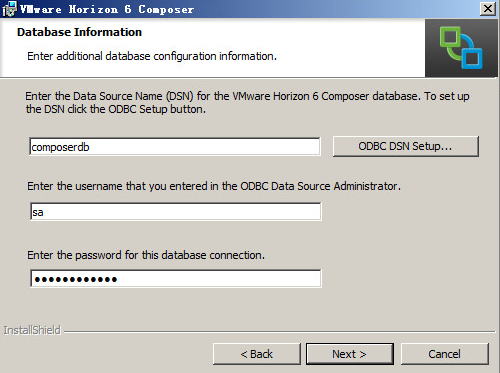 VMware Horizon 6 Composer
Database Information
Enter additional database configuration information.
Enter the Data Source Name (DSN) for the VMware Horizon 6 Composer database. To set up
the DSN click the ODBC Setup button.
composerdb
ODBC DSN Setup...
Enter the username that you entered in the ODBC Data Source Administrator.
sa
Enter the password for this database connection.
●●●●●●●●●●●●
InstallShield
< Back
Next >
Cancel